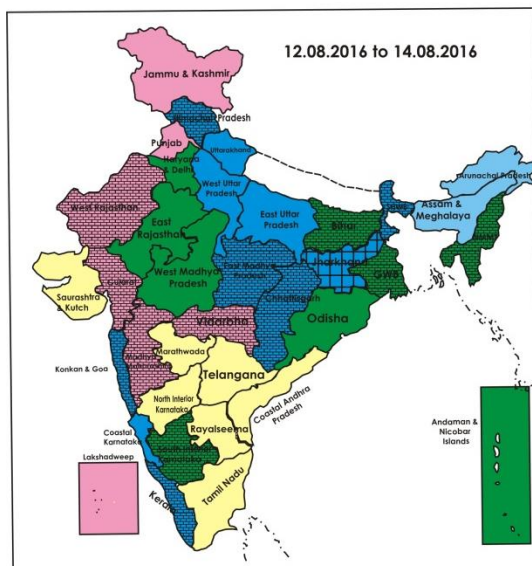 12.08.2016 to 14.08.2016
Jammu & Kashmir
Himachal Pradesh
Punjab
Uttarakhand
Haryana
& Delhi
West Uttar
Pradesh
Arunachal Pradesh
West Rajasthan
East
Rajasthan
East Uttar
Pradesh
Bihar
Assam &
Meghalaya
Jharkhand
GWB
West Madhya
Pradesh
East Madhya
Pradesh
Gujarat
Saurashtra
& Kutch
Chhattisgarh
Odisha
Vidarbha
Marathwada
Konkan & Goa
Telangana
North Interior
Karnataka
Coastal Andhra
Pradesh
Rayalseema
Andaman &
Nicobar
Islands
Coastal
Karnataka
South Interior
Karnataka
Lakshadweep
Kerala
Tamil Nadu